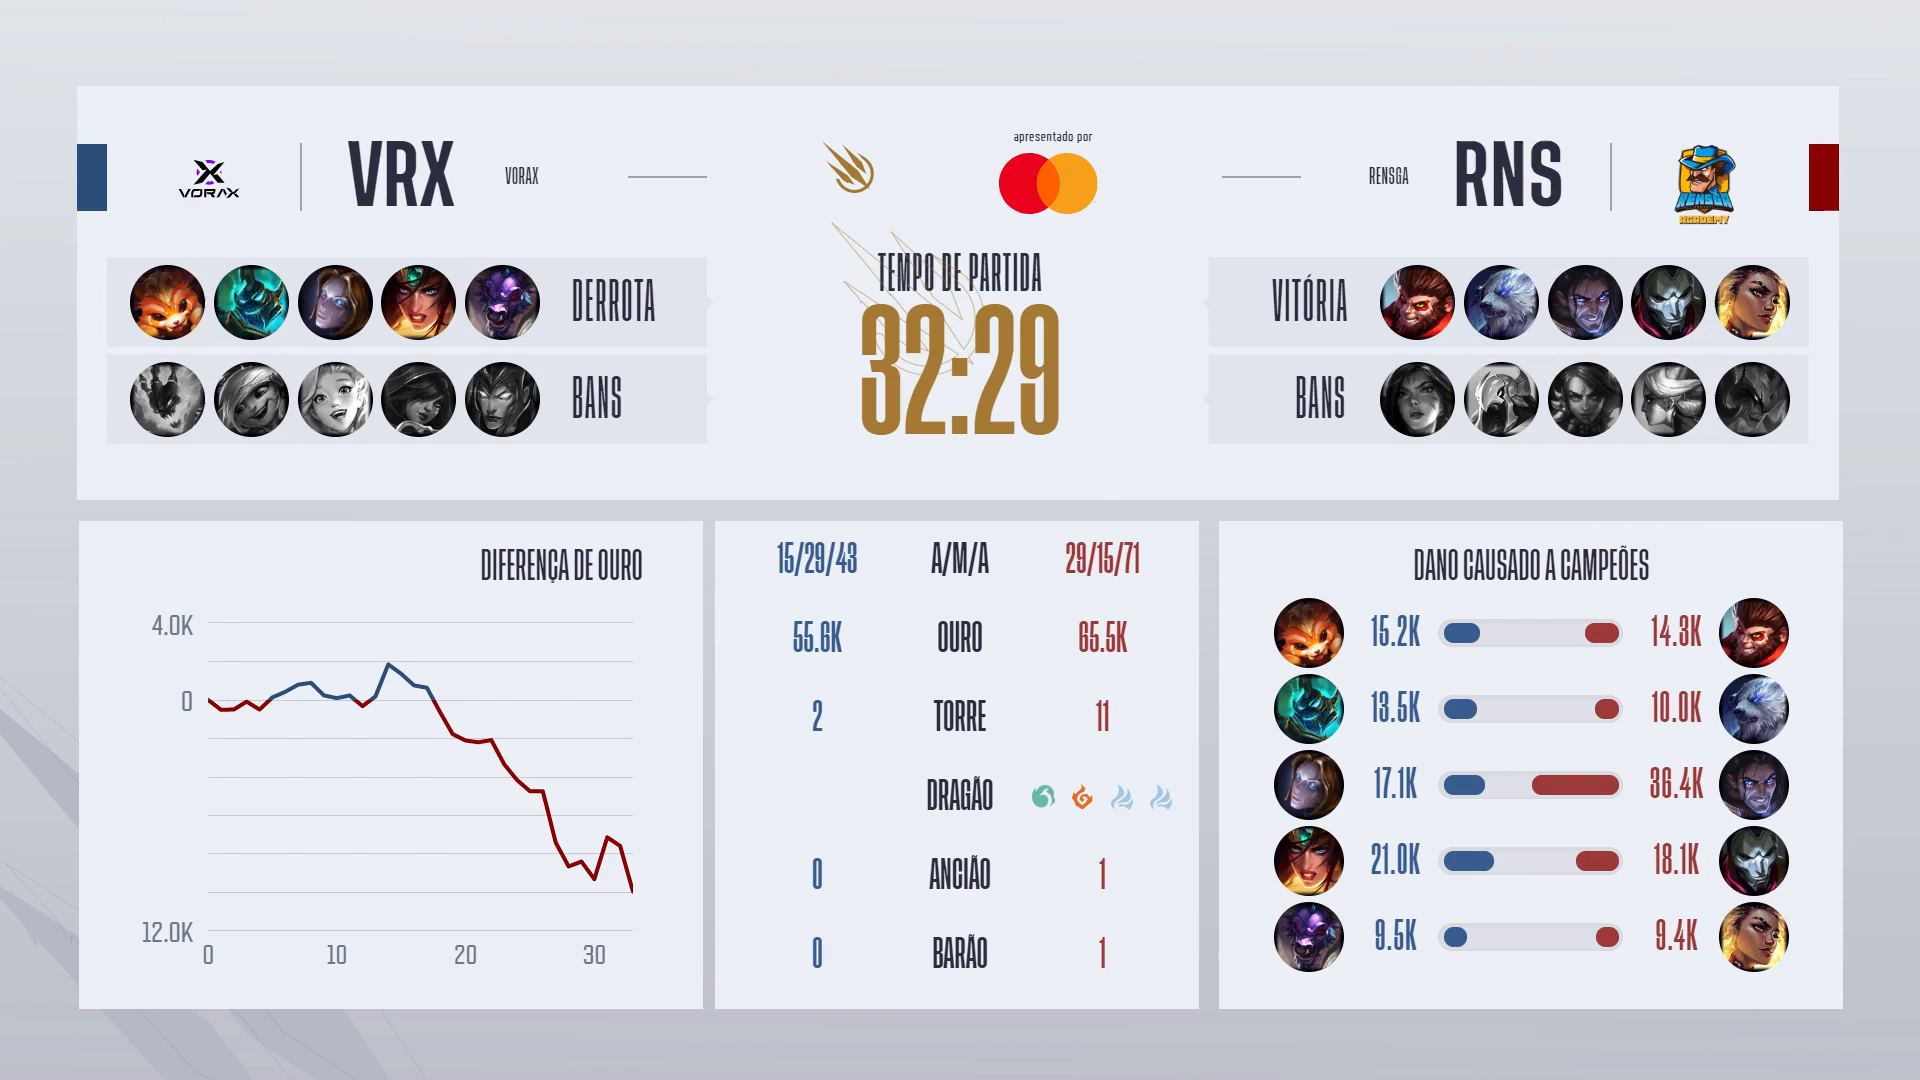 VORAX
VRX
VORAX
apresentado por
RENSGA
RNS
RENSGA
ACADEMY
DERROTA
BANS
TEMPO DE PARTIDA
32:29
VITÓRIA
BANS
DIFERENÇA DE OURO
4.0K
0
12.0K
0 10 20 30
15/29/43 A/M/A 29/15/71
55.6K OURO 65.5K
2 TORRE 11
DRAGÃO
0 ANCIÃO 1
0 BARÃO 1
DANO CAUSADO A CAMPEÕES
15.2K 14.3K
13.5K 10.0K
17.1K 36.4K
21.0K 18.1K
9.5K 9.4K